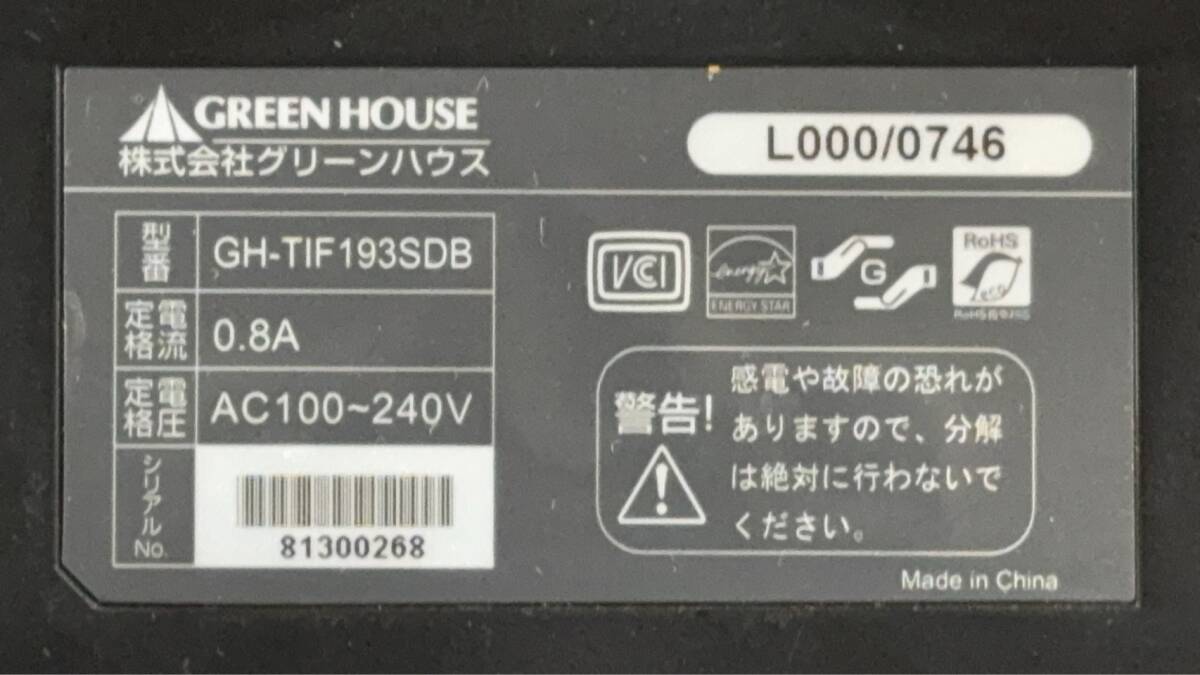 GREEN HOUSE
株式会社グリーンハウス
L000/0746
型番 GH-TIF193SDB
定格電流 0.8A
定格電圧 AC100~240V
シリアルNo. 81300268
VCCI
energy
ENERGY STAR
G
RoHS
eco
警告!
感電や故障の恐れが
ありますので、分解
は絶対に行わないで
ください。
Made in China